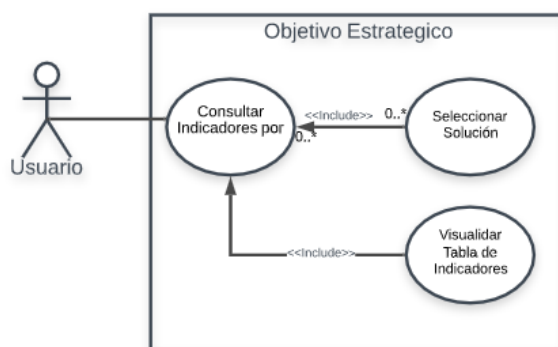 Objetivo Estrategico
Usuario
Consultar
Indicadores por
0..*
<<Include>>
0..*
Seleccionar
Solución
<<Include>>
Visualidar
Tabla de
Indicadores